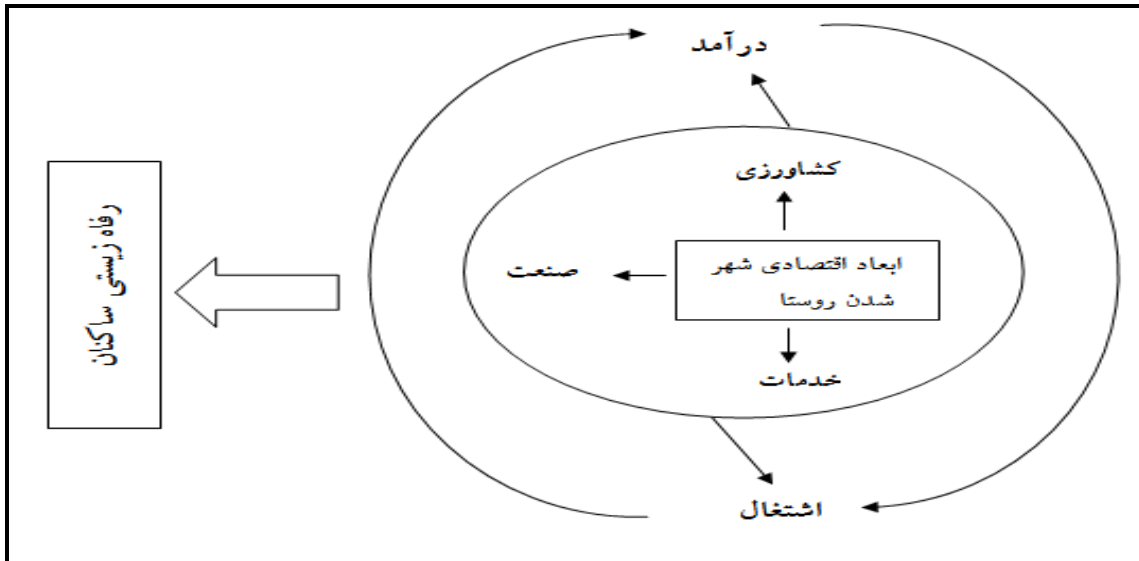 درآمد
کشاورزی
ابعاد اقتصادی شهر
شدن روستا
صنعت
خدمات
اشتغال
رفاه زیستی ساکنان